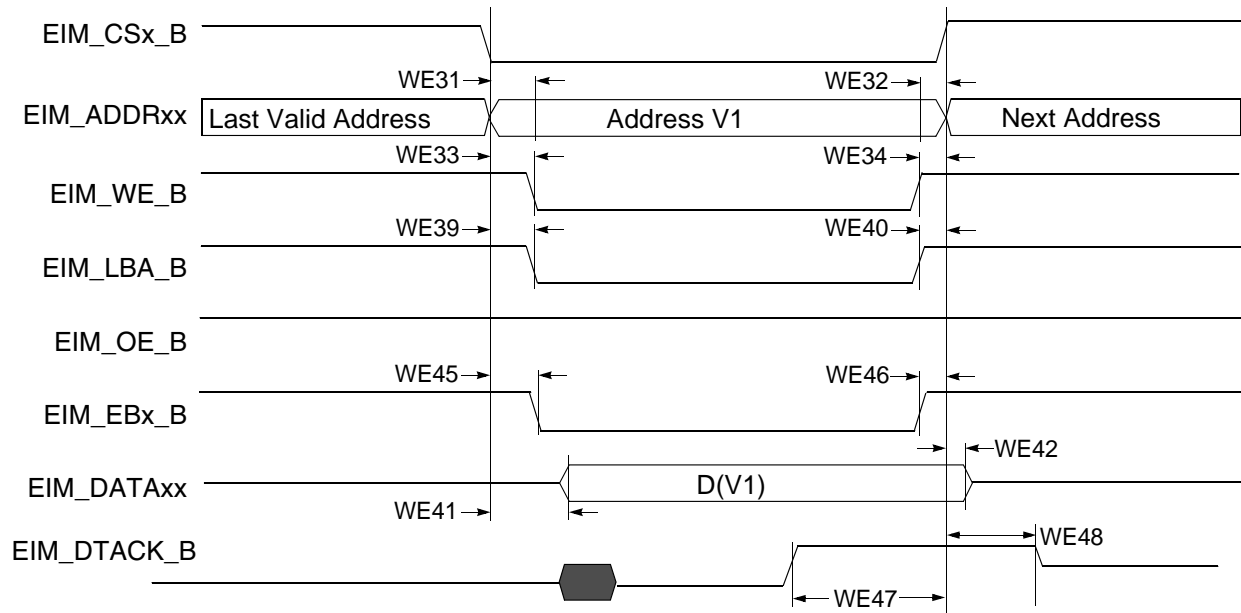 EIM_CSx_B
WE31
WE32
EIM_ADDRxx
Last Valid Address
Address V1
Next Address
WE33
WE34
EIM_WE_B
WE39
WE40
EIM_LBA_B
EIM_OE_B
WE45
WE46
EIM_EBx_B
WE42
EIM_DATAxx
D(V1)
WE41
EIM_DTACK_B
WE48
WE47